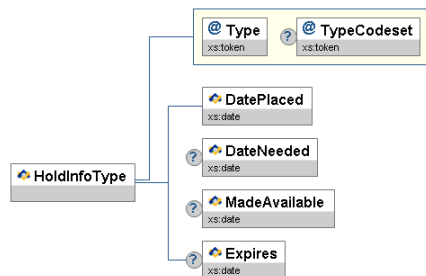 @ Type
xs:token
? @ TypeCodeset
xs:token
DatePlaced
xs:date
? DateNeeded
xs:date
HoldInfoType
? MadeAvailable
xs:date
? Expires
xs:date